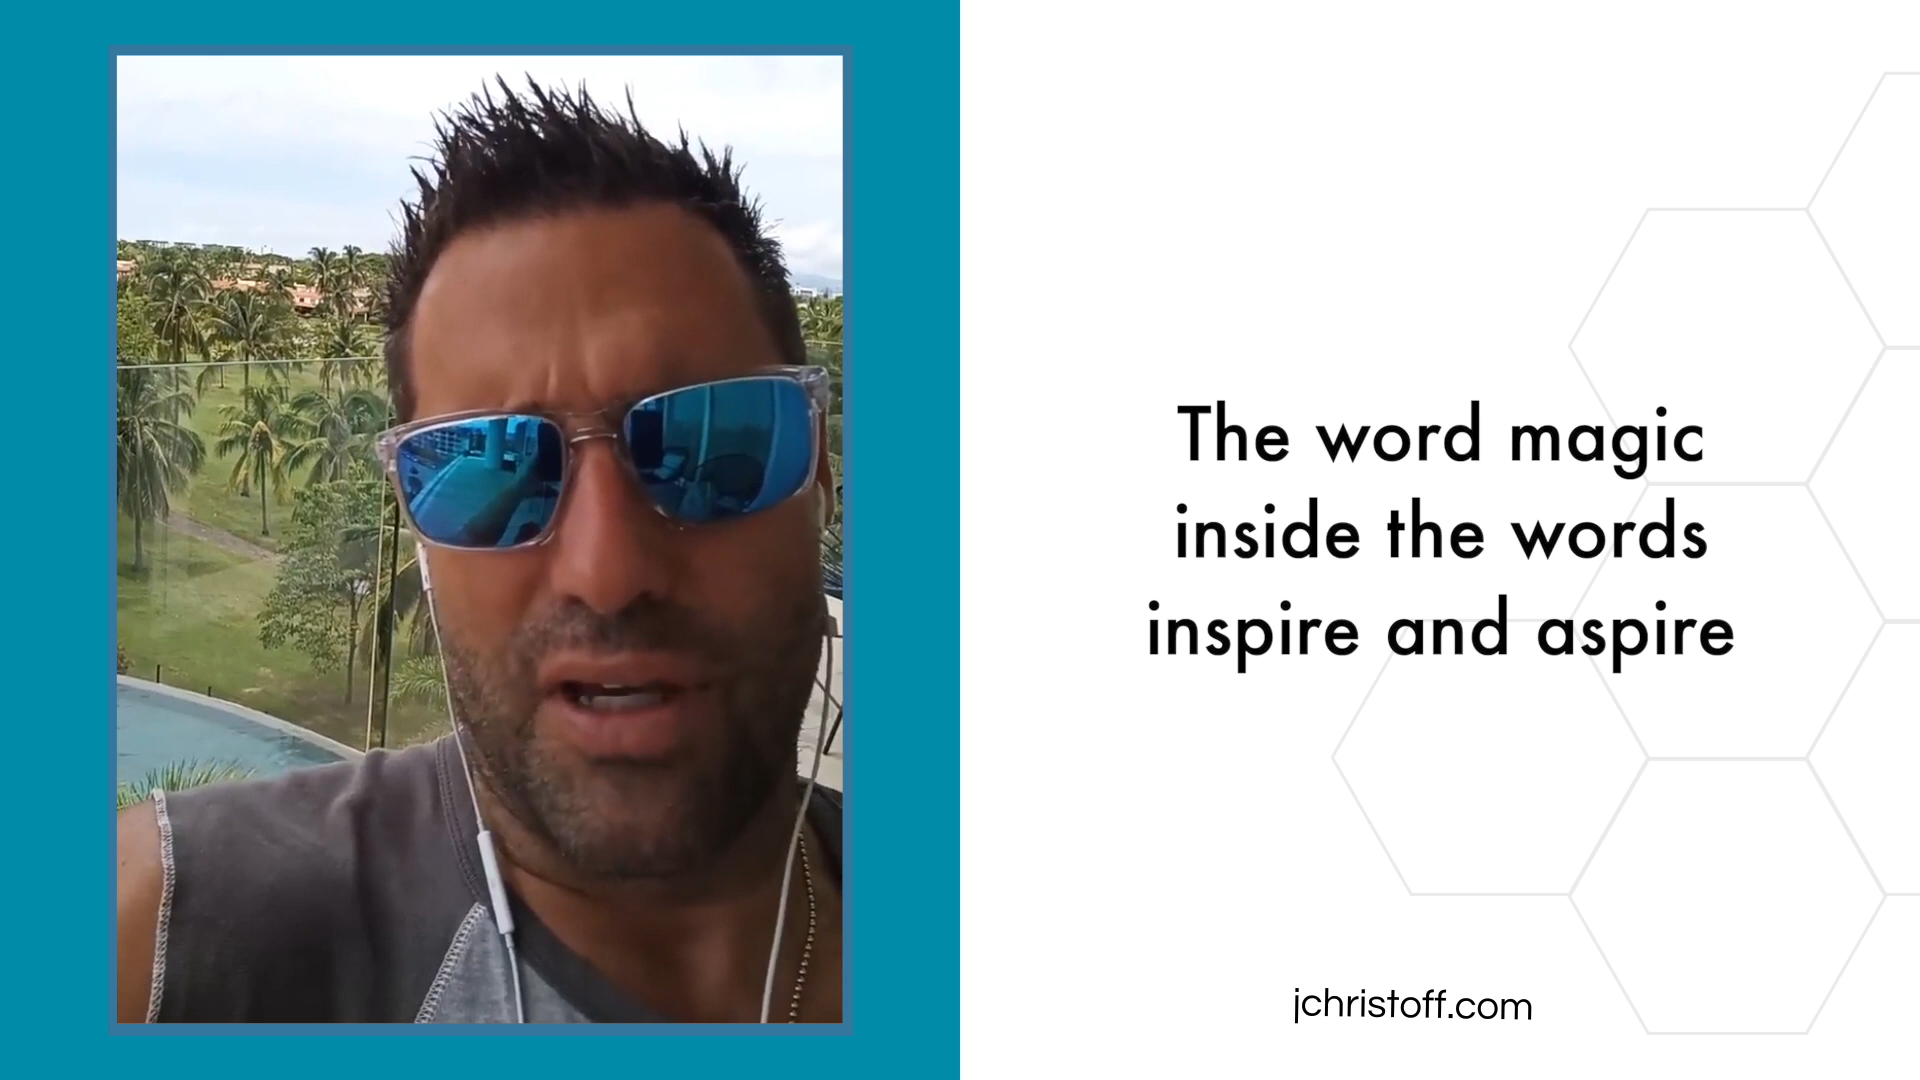 The word magic
inside the words
inspire and aspire
jchristoff.com